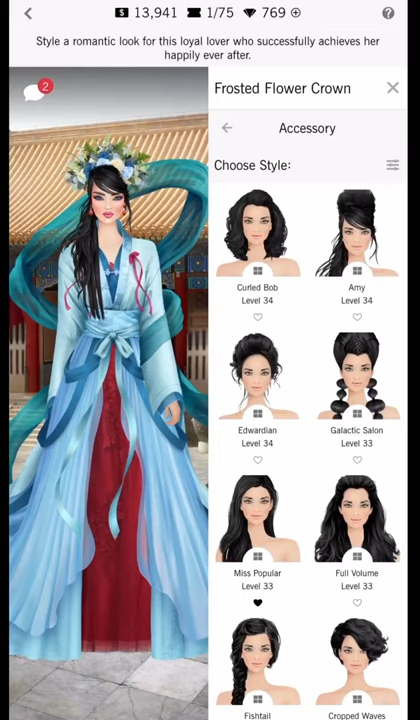 13,941 1/75 769
Style a romantic look for this loyal lover who successfully achieves her
happily ever after.
2
Frosted Flower Crown
Accessory
Choose Style:
Curled Bob
Level 34
Amy
Level 34
Edwardian
Level 34
Galactic Salon
Level 33
Miss Popular
Level 33
Full Volume
Level 33
Fishtail
Cropped Waves